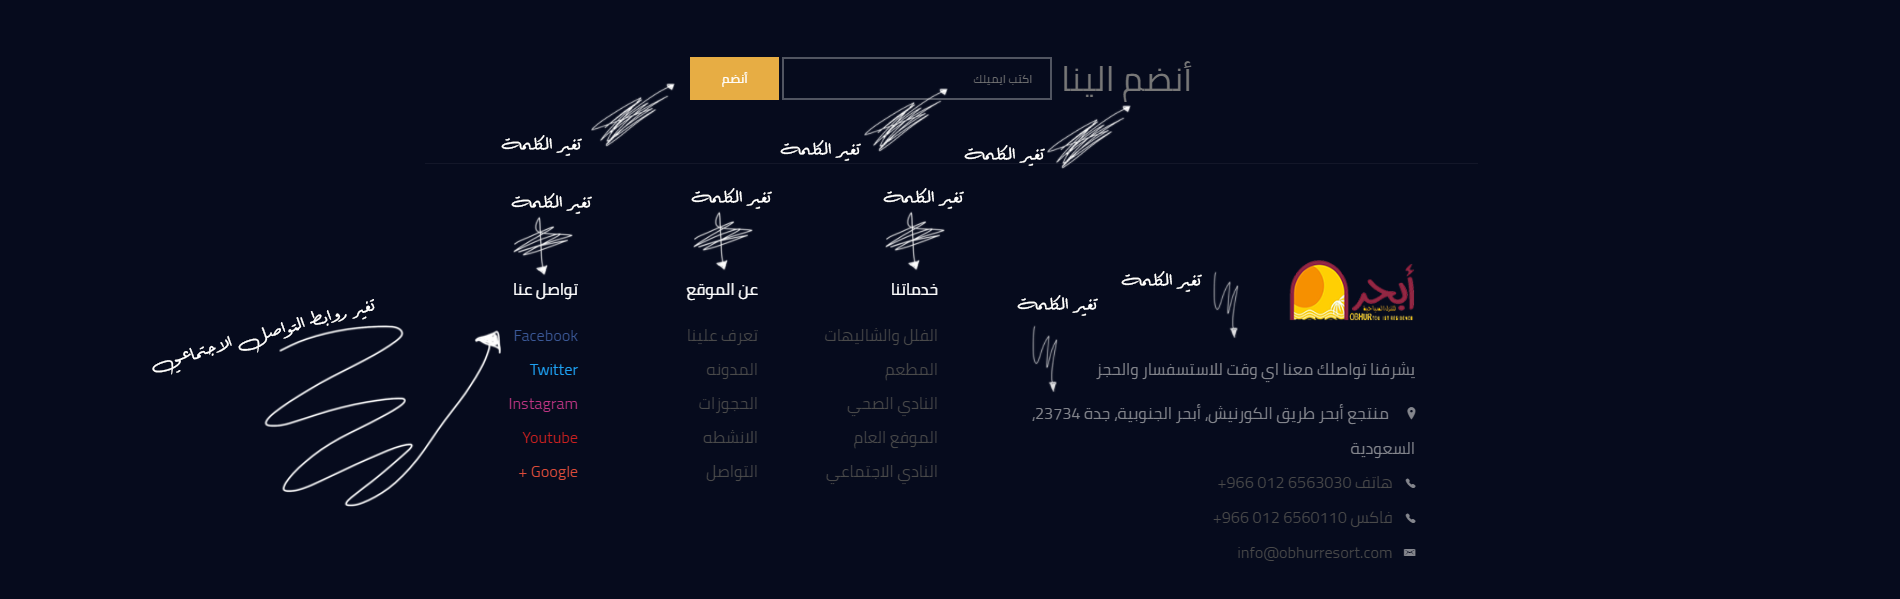 أنضم الينا
اكتب ايميلك
أنضم
تغير الكلمة
تغير الكلمة
تغير الكلمة
تغير الكلمة
تغير الكلمة
تغير الكلمة
أبحر
OBHUR
تغير الكلمة
تغير الكلمة
يشرفنا تواصلك معنا اي وقت للاستسفسار والحجز
منتجع أبحر طريق الكورنيش, أبحر الجنوبية, جدة 23734,
السعودية
هاتف 6563030 012 966+
فاكس 6560110 012 966+
info@obhurresort.com
خدماتنا
الفلل والشاليهات
المطعم
النادي الصحي
الموقع العام
النادي الاجتماعي
عن الموقع
تعرف علينا
المدونه
الحجوزات
الانشطه
التواصل
تواصل عنا
Facebook
Twitter
Instagram
Youtube
Google +
تغير روابط التواصل الاجتماعي